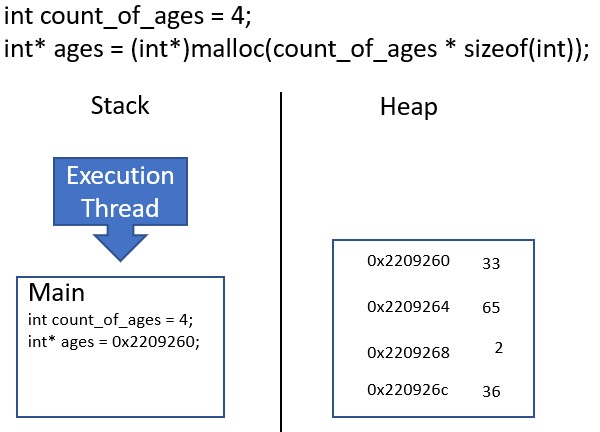 int count_of_ages = 4;
int* ages = (int*)malloc(count_of_ages * sizeof(int));
Stack
Heap
Execution
Thread
Main
int count_of_ages = 4;
int* ages = 0x2209260;
0x2209260 33
0x2209264 65
0x2209268 2
0x220926c 36